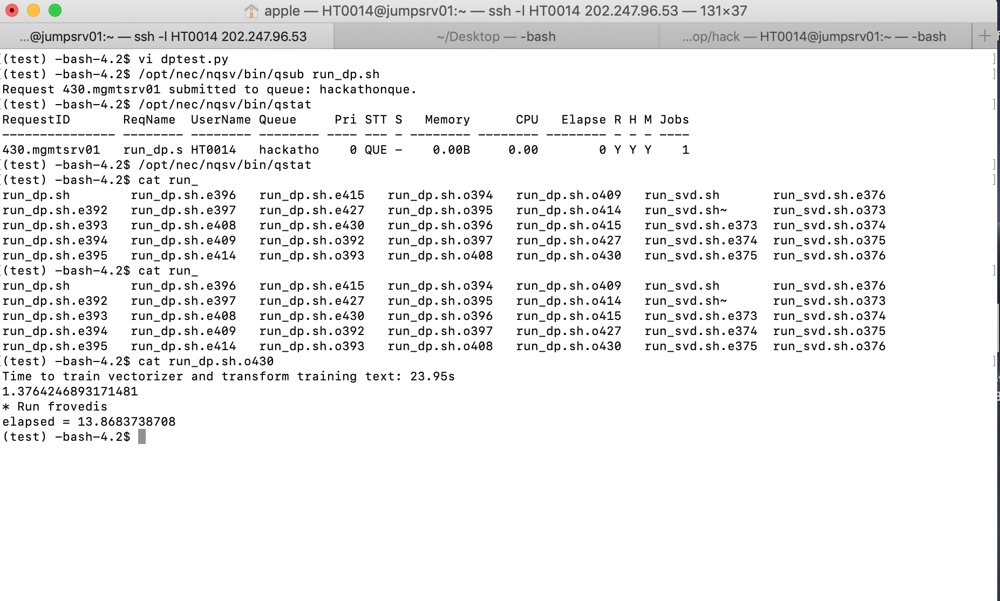 apple — HT0014@jumpsrv01:~ — ssh -l HT0014 202.247.96.53 — 131×37
...@jumpsrv01:~ — ssh -l HT0014 202.247.96.53 ~/Desktop — -bash ...op/hack — HT0014@jumpsrv01:~ — -bash +
(test) -bash-4.2$ vi dptest.py
(test) -bash-4.2$ /opt/nec/nqsv/bin/qsub run_dp.sh
Request 430.mgmtsrv01 submitted to queue: hackathonque.
(test) -bash-4.2$ /opt/nec/nqsv/bin/qstat
RequestID       ReqName  UserName Queue     Pri STT S   Memory      CPU   Elapse R H M Jobs
--------------- -------- -------- -------- ---- --- - -------- -------- -------- - - - ----
430.mgmtsrv01   run_dp.s HT0014   hackatho    0 QUE -    0.00B     0.00        0 Y Y Y    1
(test) -bash-4.2$ /opt/nec/nqsv/bin/qstat
(test) -bash-4.2$ cat run_
run_dp.sh        run_dp.sh.e396   run_dp.sh.e415   run_dp.sh.o394   run_dp.sh.o409   run_svd.sh       run_svd.sh.e376
run_dp.sh.e392   run_dp.sh.e397   run_dp.sh.e427   run_dp.sh.o395   run_dp.sh.o414   run_svd.sh~      run_svd.sh.o373
run_dp.sh.e393   run_dp.sh.e408   run_dp.sh.e430   run_dp.sh.o396   run_dp.sh.o415   run_svd.sh.e373  run_svd.sh.o374
run_dp.sh.e394   run_dp.sh.e409   run_dp.sh.o392   run_dp.sh.o397   run_dp.sh.o427   run_svd.sh.e374  run_svd.sh.o375
run_dp.sh.e395   run_dp.sh.e414   run_dp.sh.o393   run_dp.sh.o408   run_dp.sh.o430   run_svd.sh.e375  run_svd.sh.o376
(test) -bash-4.2$ cat run_
run_dp.sh        run_dp.sh.e396   run_dp.sh.e415   run_dp.sh.o394   run_dp.sh.o409   run_svd.sh       run_svd.sh.e376
run_dp.sh.e392   run_dp.sh.e397   run_dp.sh.e427   run_dp.sh.o395   run_dp.sh.o414   run_svd.sh~      run_svd.sh.o373
run_dp.sh.e393   run_dp.sh.e408   run_dp.sh.e430   run_dp.sh.o396   run_dp.sh.o415   run_svd.sh.e373  run_svd.sh.o374
run_dp.sh.e394   run_dp.sh.e409   run_dp.sh.o392   run_dp.sh.o397   run_dp.sh.o427   run_svd.sh.e374  run_svd.sh.o375
run_dp.sh.e395   run_dp.sh.e414   run_dp.sh.o393   run_dp.sh.o408   run_dp.sh.o430   run_svd.sh.e375  run_svd.sh.o376
(test) -bash-4.2$ cat run_dp.sh.o430
Time to train vectorizer and transform training text: 23.95s
1.3764246893171481
* Run frovedis
elapsed = 13.8683738708
(test) -bash-4.2$